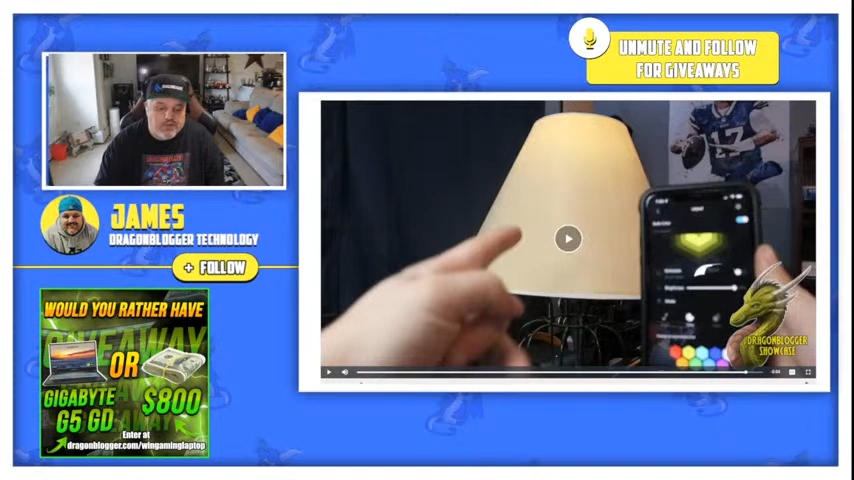 UNMUTE AND FOLLOW
FOR GIVEAWAYS
JAMES
DRAGONBLOGGER TECHNOLOGY
+ FOLLOW
WOULD YOU RATHER HAVE
GIVEAWAY
OR
GIGABYTE
G5 GD
$800
Enter at
dragonblogger.com/wingaminglaptop
17
DRAGONBLOGGER
SHOWCASE